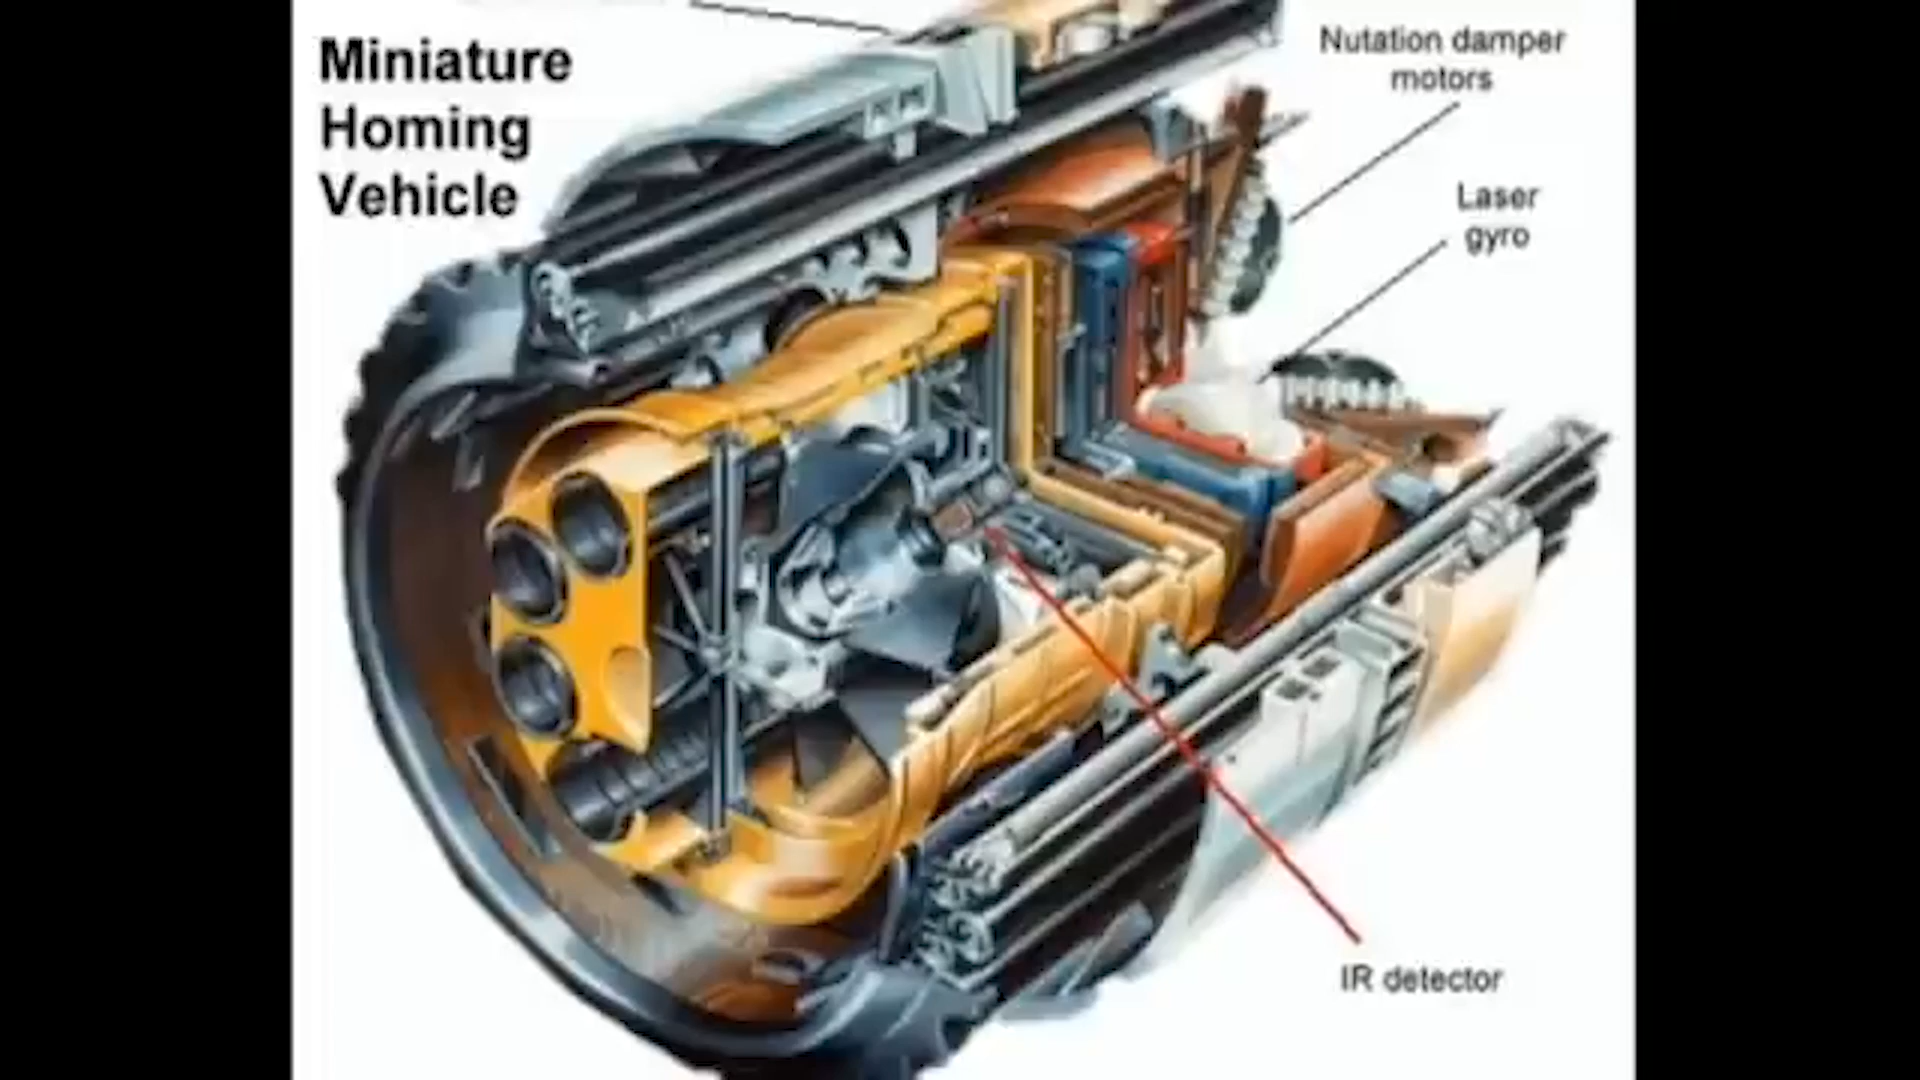 Miniature
Homing
Vehicle
Nutation damper
motors
Laser
gyro
IR detector